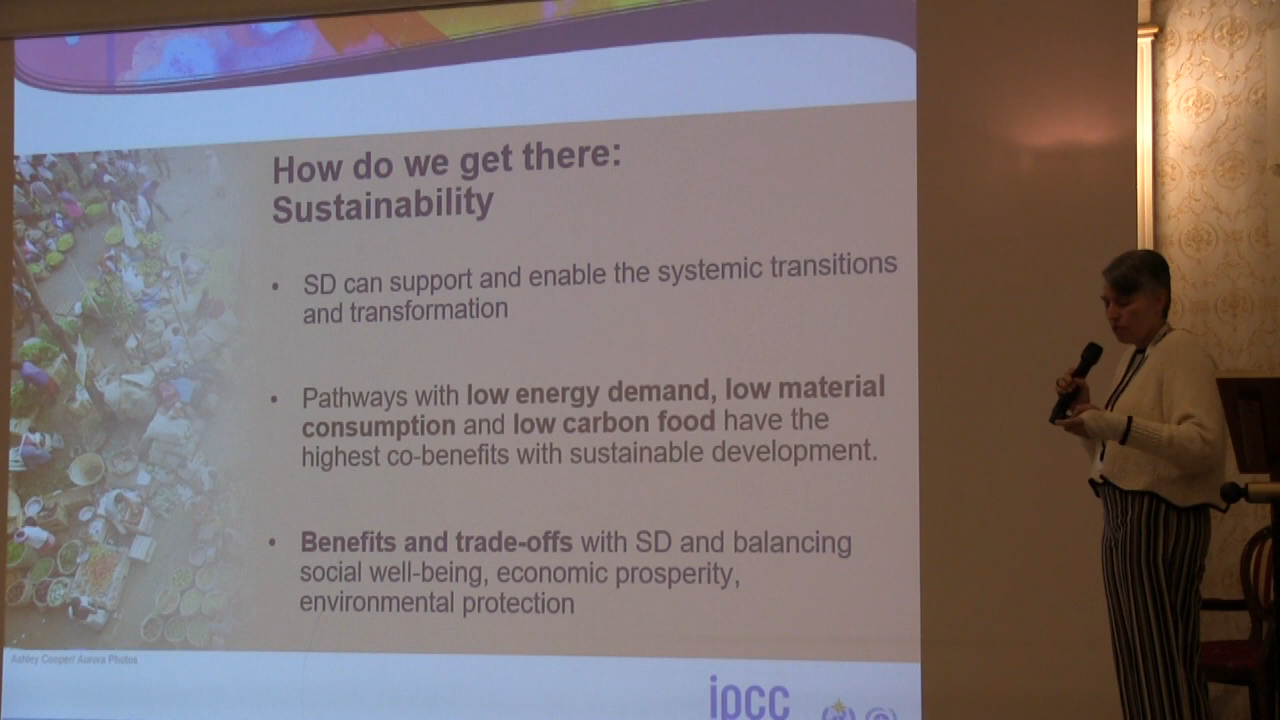 How do we get there:
Sustainability
• SD can support and enable the systemic transitions
and transformation
• Pathways with low energy demand, low material
consumption and low carbon food have the
highest co-benefits with sustainable development.
• Benefits and trade-offs with SD and balancing
social well-being, economic prosperity,
environmental protection
Ashley Cooper/ Aurora Photos
ipcc